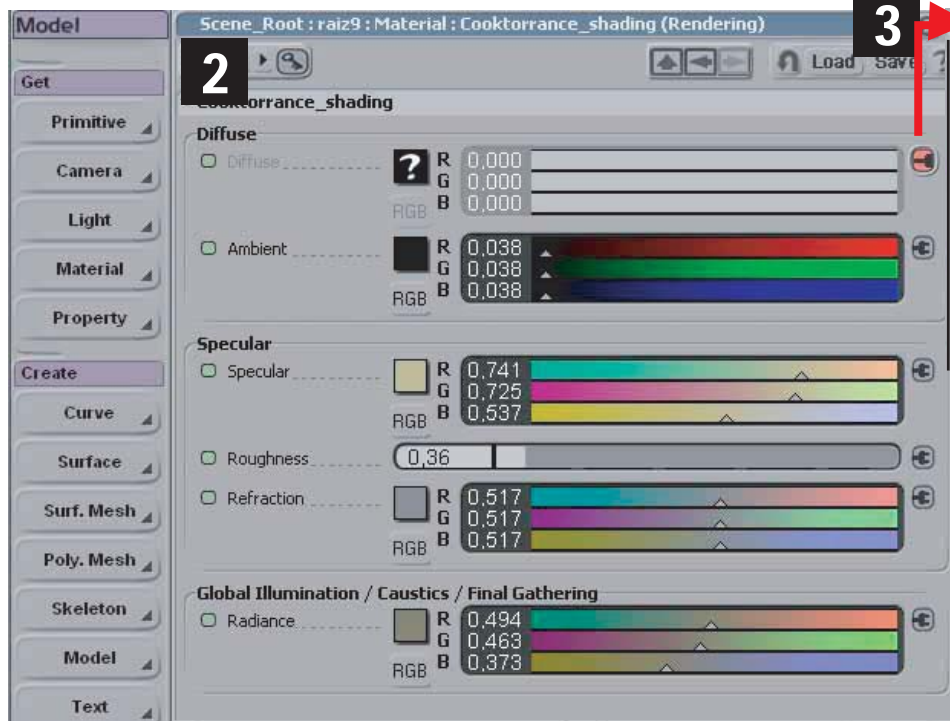 Model
Get
Primitive
Camera
Light
Material
Property
Create
Curve
Surface
Surf. Mesh
Poly. Mesh
Skeleton
Model
Text
Scene_Root : raiz9 : Material : Cooktorrance_shading (Rendering)
3
2
Load Save ?
Cooktorrance_shading
Diffuse
Diffuse ? R 0,000
G 0,000
RGB B 0,000
Ambient R 0,038
G 0,038
RGB B 0,038
Specular
Specular R 0,741
G 0,725
RGB B 0,537
Roughness 0,36
Refraction R 0,517
G 0,517
RGB B 0,517
Global Illumination / Caustics / Final Gathering
Radiance R 0,494
G 0,463
RGB B 0,373